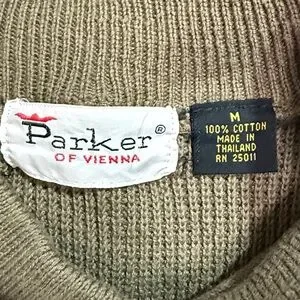 Parker®
OF VIENNA
M
100% COTTON
MADE IN
THAILAND
RN 25011